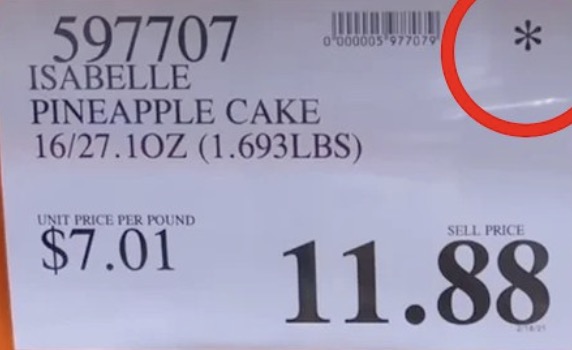 597707
0"000005"977079
*
ISABELLE
PINEAPPLE CAKE
16/27.1OZ (1.693LBS)
UNIT PRICE PER POUND
$7.01
SELL PRICE
11.88